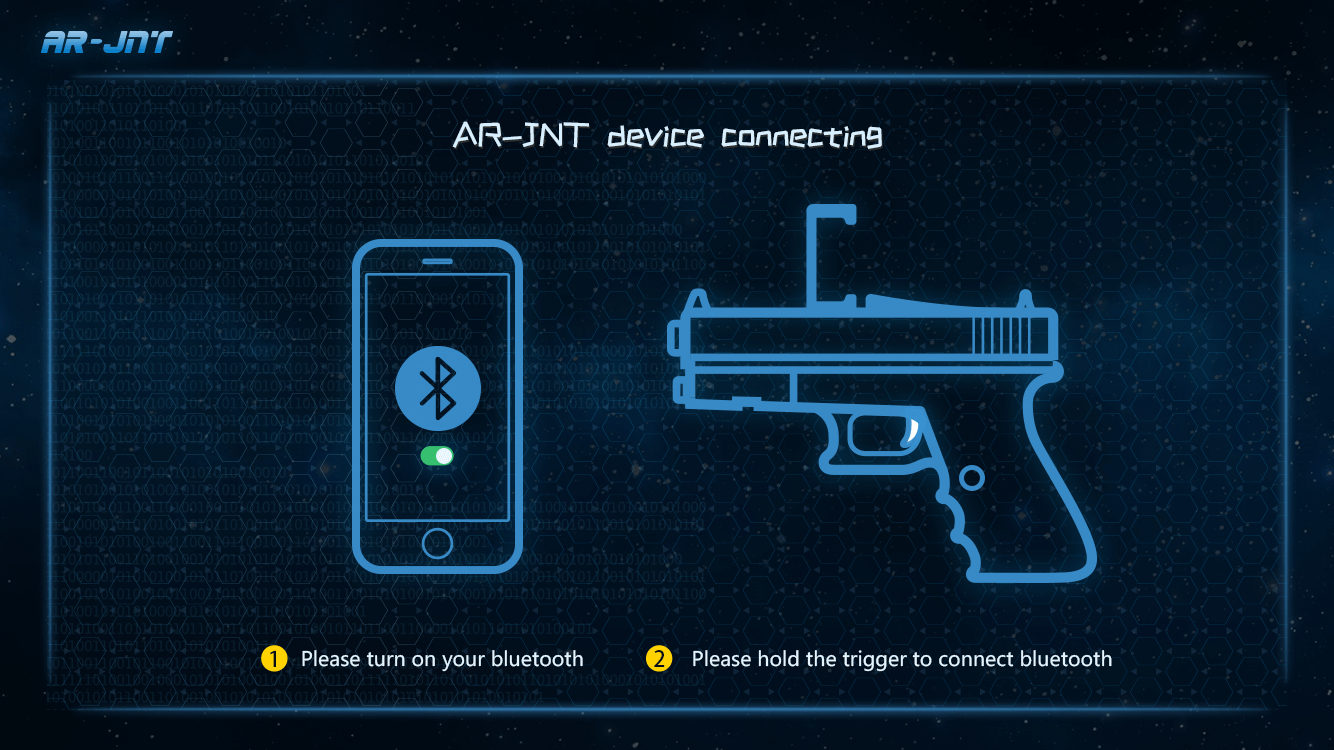 AR-JNT
AR-JNT device connecting
1 Please turn on your bluetooth
2 Please hold the trigger to connect bluetooth